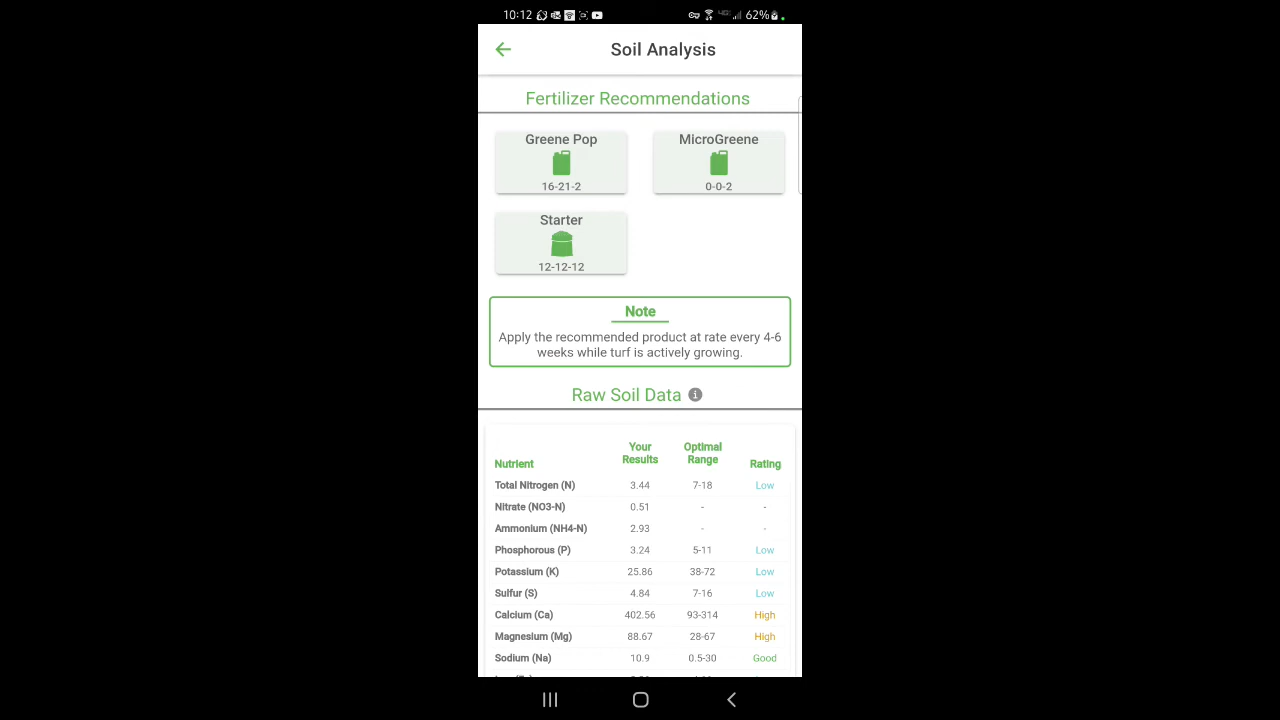 10:12 62%
Soil Analysis
Fertilizer Recommendations
Greene Pop MicroGreene
16-21-2 0-0-2
Starter
12-12-12
Note
Apply the recommended product at rate every 4-6
weeks while turf is actively growing.
Raw Soil Data
Your Optimal
Nutrient Results Range Rating
Total Nitrogen (N) 3.44 7-18 Low
Nitrate (NO3-N) 0.51 - -
Ammonium (NH4-N) 2.93 - -
Phosphorous (P) 3.24 5-11 Low
Potassium (K) 25.86 38-72 Low
Sulfur (S) 4.84 7-16 Low
Calcium (Ca) 402.56 93-314 High
Magnesium (Mg) 88.67 28-67 High
Sodium (Na) 10.9 0.5-30 Good